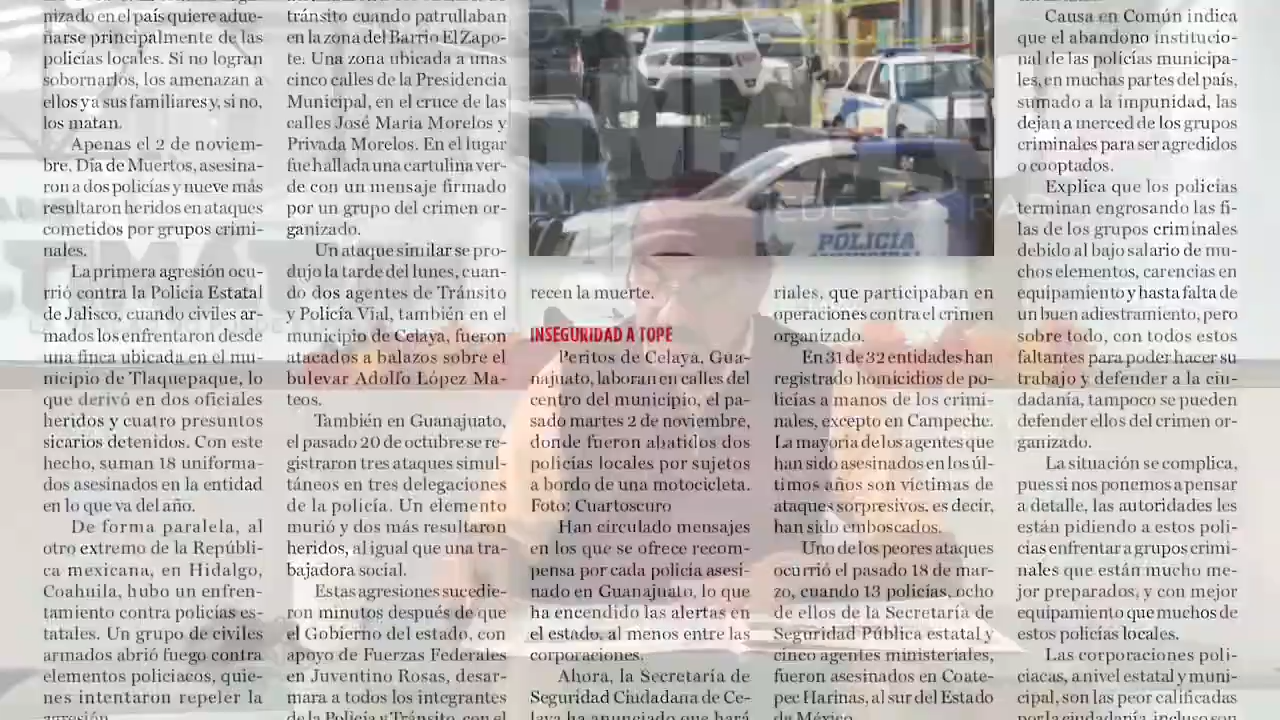 nizado en el país quiere adue-
ñarse principalmente de las
policías locales. Si no logran
sobornarlos, los amenazan a
ellos y a sus familiares y, si no,
los matan.
Apenas el 2 de noviem-
bre, Día de Muertos, asesina-
ron a dos policías y nueve más
resultaron heridos en ataques
cometidos por grupos crimi-
nales.
La primera agresión ocu-
rrió contra la Policía Estatal
de Jalisco, cuando civiles ar-
mados los enfrentaron desde
una finca ubicada en el mu-
nicipio de Tlaquepaque, lo
que derivó en dos oficiales
heridos y cuatro presuntos
sicarios detenidos. Con este
hecho, suman 18 uniforma-
dos asesinados en la entidad
en lo que va del año.
De forma paralela, al
otro extremo de la Repúbli-
ca mexicana, en Hidalgo,
Coahuila, hubo un enfren-
tamiento contra policías es-
tatales. Un grupo de civiles
armados abrió fuego contra
elementos policiacos, quie-
nes intentaron repeler la
agresión.
tránsito cuando patrullaban
en la zona del Barrio El Zapo-
te. Una zona ubicada a unas
cinco calles de la Presidencia
Municipal, en el cruce de las
calles José Maria Morelos y
Privada Morelos. En el lugar
fue hallada una cartulina ver-
de con un mensaje firmado
por un grupo del crimen or-
ganizado.
Un ataque similar se pro-
dujo la tarde del lunes, cuan-
do dos agentes de Tránsito
y Policía Vial, también en el
municipio de Celaya, fueron
atacados a balazos sobre el
bulevar Adolfo López Ma-
teos.
También en Guanajuato,
el pasado 20 de octubre se re-
gistraron tres ataques simul-
táneos en tres delegaciones
de la policía. Un elemento
murió y dos más resultaron
heridos, al igual que una tra-
bajadora social.
Estas agresiones sucedie-
ron minutos después de que
el Gobierno del estado, con
apoyo de Fuerzas Federales
en Juventino Rosas, desar-
mara a todos los integrantes
de la Policía y Tránsito, con el
POLICÍA
MUNICIPAL
recen la muerte.
INSEGURIDAD A TOPE
Peritos de Celaya, Gua-
najuato, laboran en calles del
centro del municipio, el pa-
sado martes 2 de noviembre,
donde fueron abatidos dos
policías locales por sujetos
a bordo de una motocicleta.
Foto: Cuartoscuro
Han circulado mensajes
en los que se ofrece recom-
pensa por cada policía asesi-
nado en Guanajuato, lo que
ha encendido las alertas en
el estado, al menos entre las
corporaciones.
Ahora, la Secretaría de
Seguridad Ciudadana de Ce-
laya ha anunciado que hará
riales, que participaban en
operaciones contra el crimen
organizado.
En 31 de 32 entidades han
registrado homicidios de po-
licías a manos de los crimi-
nales, excepto en Campeche.
La mayoría de los agentes que
han sido asesinados en los úl-
timos años son víctimas de
ataques sorpresivos, es decir,
han sido emboscados.
Uno de los peores ataques
ocurrió el pasado 18 de mar-
zo, cuando 13 policías, ocho
de ellos de la Secretaría de
Seguridad Pública estatal y
cinco agentes ministeriales,
fueron asesinados en Coate-
pec Harinas, al sur del Estado
de México.
Causa en Común indica
que el abandono institucio-
nal de las policías municipa-
les, en muchas partes del país,
sumado a la impunidad, las
dejan a merced de los grupos
criminales para ser agredidos
o cooptados.
Explica que los policías
terminan engrosando las fi-
las de los grupos criminales
debido al bajo salario de mu-
chos elementos, carencias en
equipamiento y hasta falta de
un buen adiestramiento, pero
sobre todo, con todos estos
faltantes para poder hacer su
trabajo y defender a la ciu-
dadanía, tampoco se pueden
defender ellos del crimen or-
ganizado.
La situación se complica,
pues si nos ponemos a pensar
a detalle, las autoridades les
están pidiendo a estos poli-
cías enfrentar a grupos crimi-
nales que están mucho me-
jor preparados, y con mejor
equipamiento que muchos de
estos policías locales.
Las corporaciones poli-
ciacas, a nivel estatal y muni-
cipal, son las peor calificadas
por la ciudadanía, incluso son